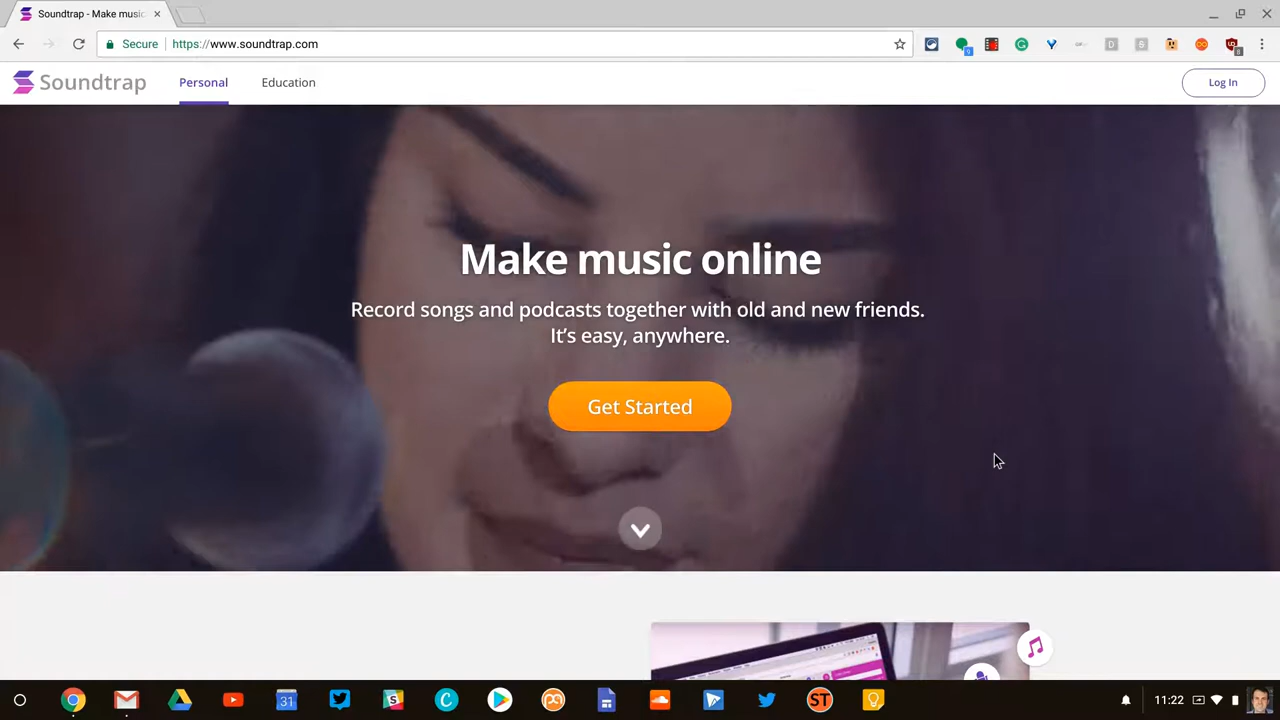 Soundtrap - Make music
Secure https://www.soundtrap.com
Soundtrap Personal Education Log In
Make music online
Record songs and podcasts together with old and new friends.
It's easy, anywhere.
Get Started
31 ST 11:22